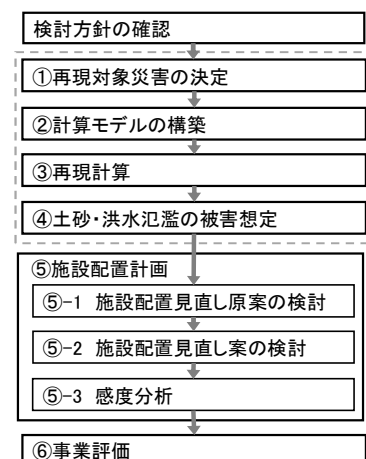 検討方針の確認
①再現対象災害の決定
②計算モデルの構築
③再現計算
④土砂・洪水氾濫の被害想定
⑤施設配置計画
⑤-1 施設配置見直し原案の検討
⑤-2 施設配置見直し案の検討
⑤-3 感度分析
⑥事業評価